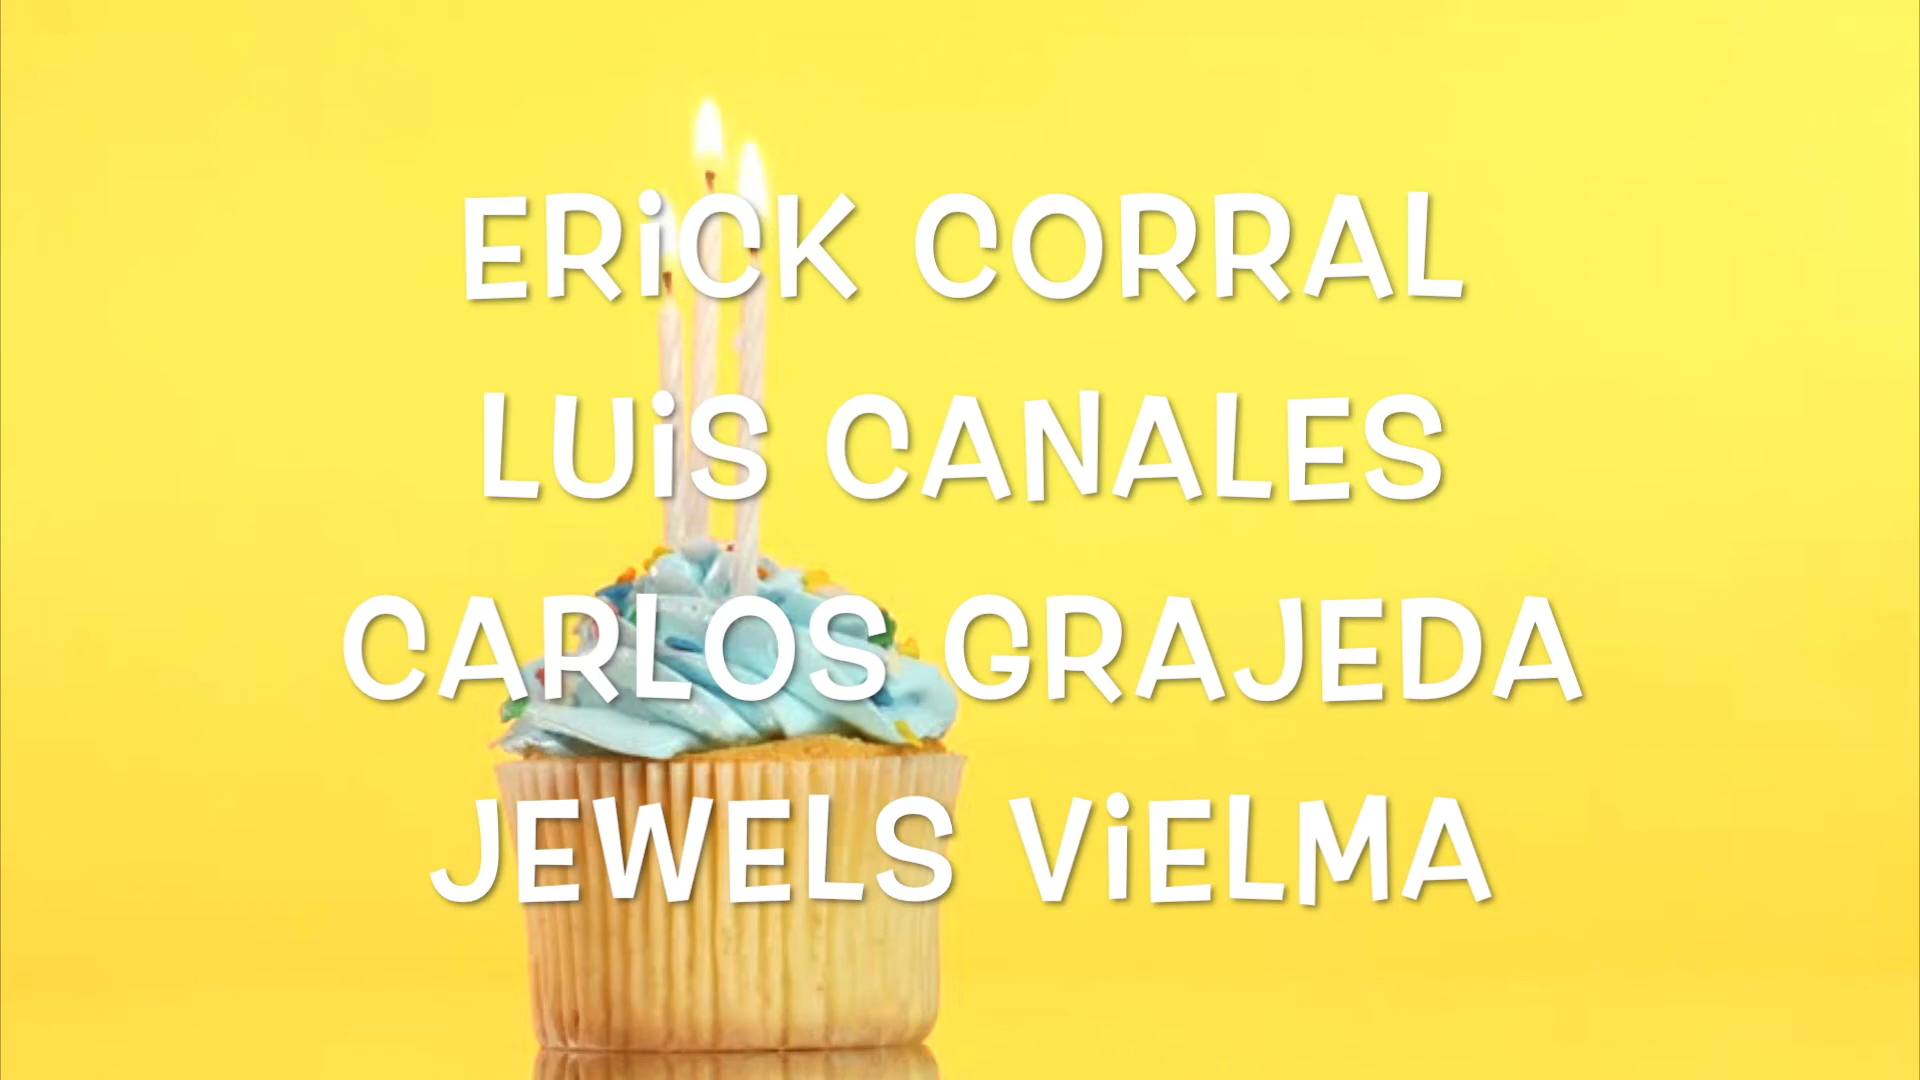 ERiCK CORRAL
LUiS CANALES
CARLOS GRAJEDA
JEWELS ViELMA